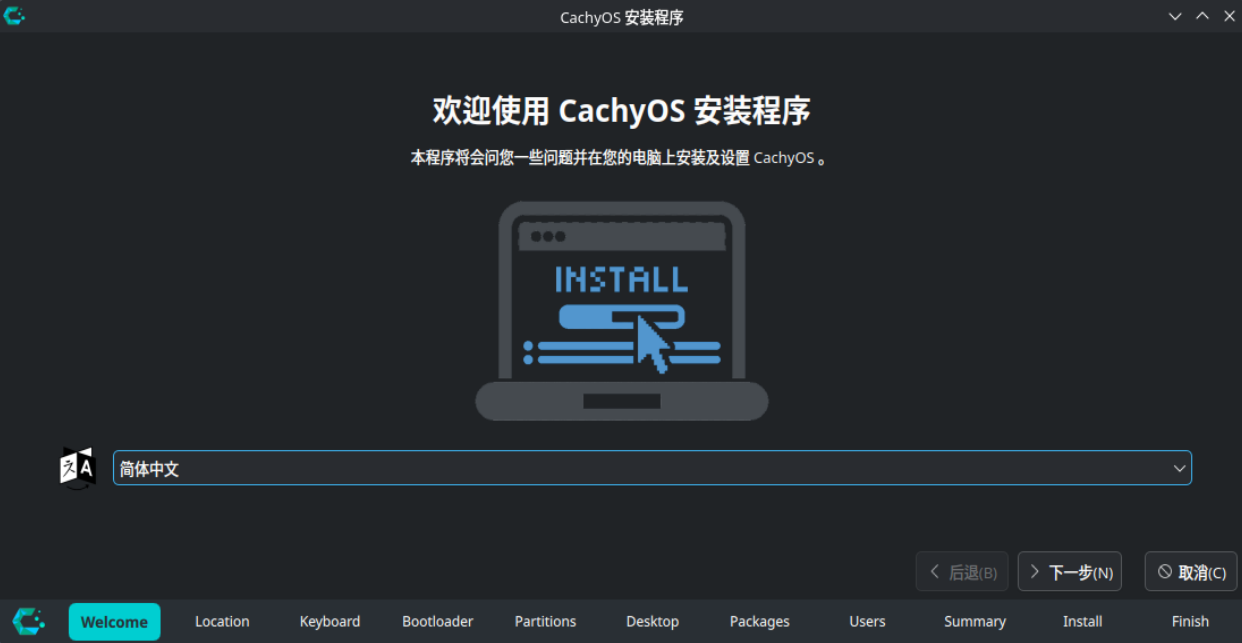 CachyOS 安装程序
欢迎使用 CachyOS 安装程序
本程序将会问您一些问题并在您的电脑上安装及设置 CachyOS 。
INSTALL
简体中文
后退(B) 下一步(N) 取消(C)
Welcome Location Keyboard Bootloader Partitions Desktop Packages Users Summary Install Finish